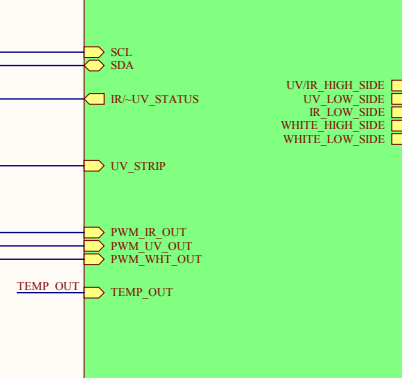 SCL
SDA
IR/~UV_STATUS
UV_STRIP
PWM_IR_OUT
PWM_UV_OUT
PWM_WHT_OUT
TEMP_OUT
TEMP_OUT
UV/IR_HIGH_SIDE
UV_LOW_SIDE
IR_LOW_SIDE
WHITE_HIGH_SIDE
WHITE_LOW_SIDE